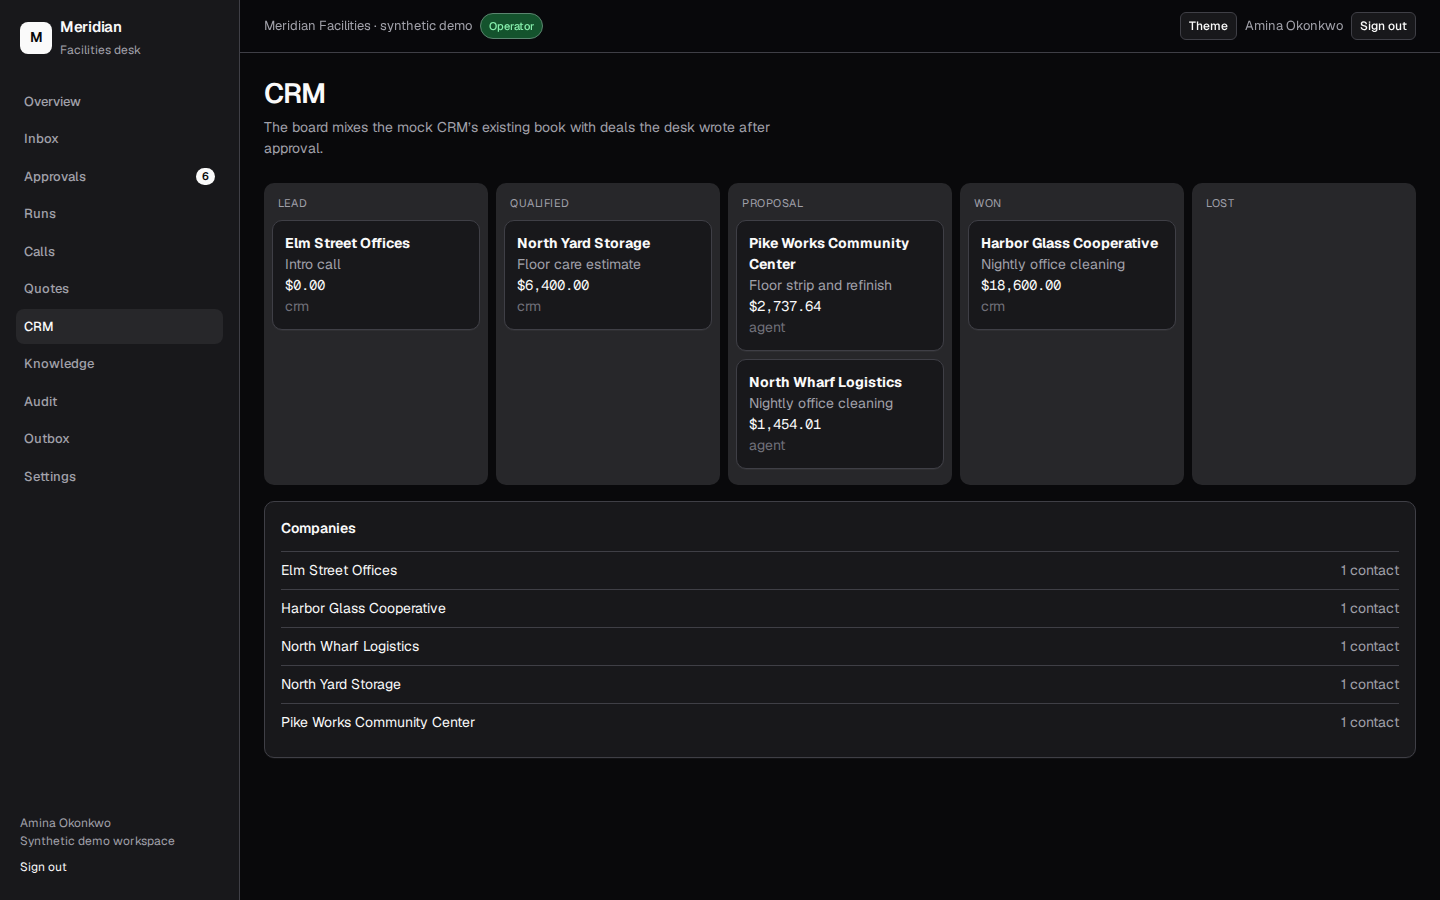 M
Meridian
Facilities desk
Overview
Inbox
Approvals 6
Runs
Calls
Quotes
CRM
Knowledge
Audit
Outbox
Settings
Amina Okonkwo
Synthetic demo workspace
Sign out
Meridian Facilities · synthetic demo Operator
Theme Amina Okonkwo Sign out
CRM
The board mixes the mock CRM's existing book with deals the desk wrote after
approval.
LEAD
Elm Street Offices
Intro call
$0.00
crm
QUALIFIED
North Yard Storage
Floor care estimate
$6,400.00
crm
PROPOSAL
Pike Works Community
Center
Floor strip and refinish
$2,737.64
agent
North Wharf Logistics
Nightly office cleaning
$1,454.01
agent
WON
Harbor Glass Cooperative
Nightly office cleaning
$18,600.00
crm
LOST
Companies
Elm Street Offices 1 contact
Harbor Glass Cooperative 1 contact
North Wharf Logistics 1 contact
North Yard Storage 1 contact
Pike Works Community Center 1 contact